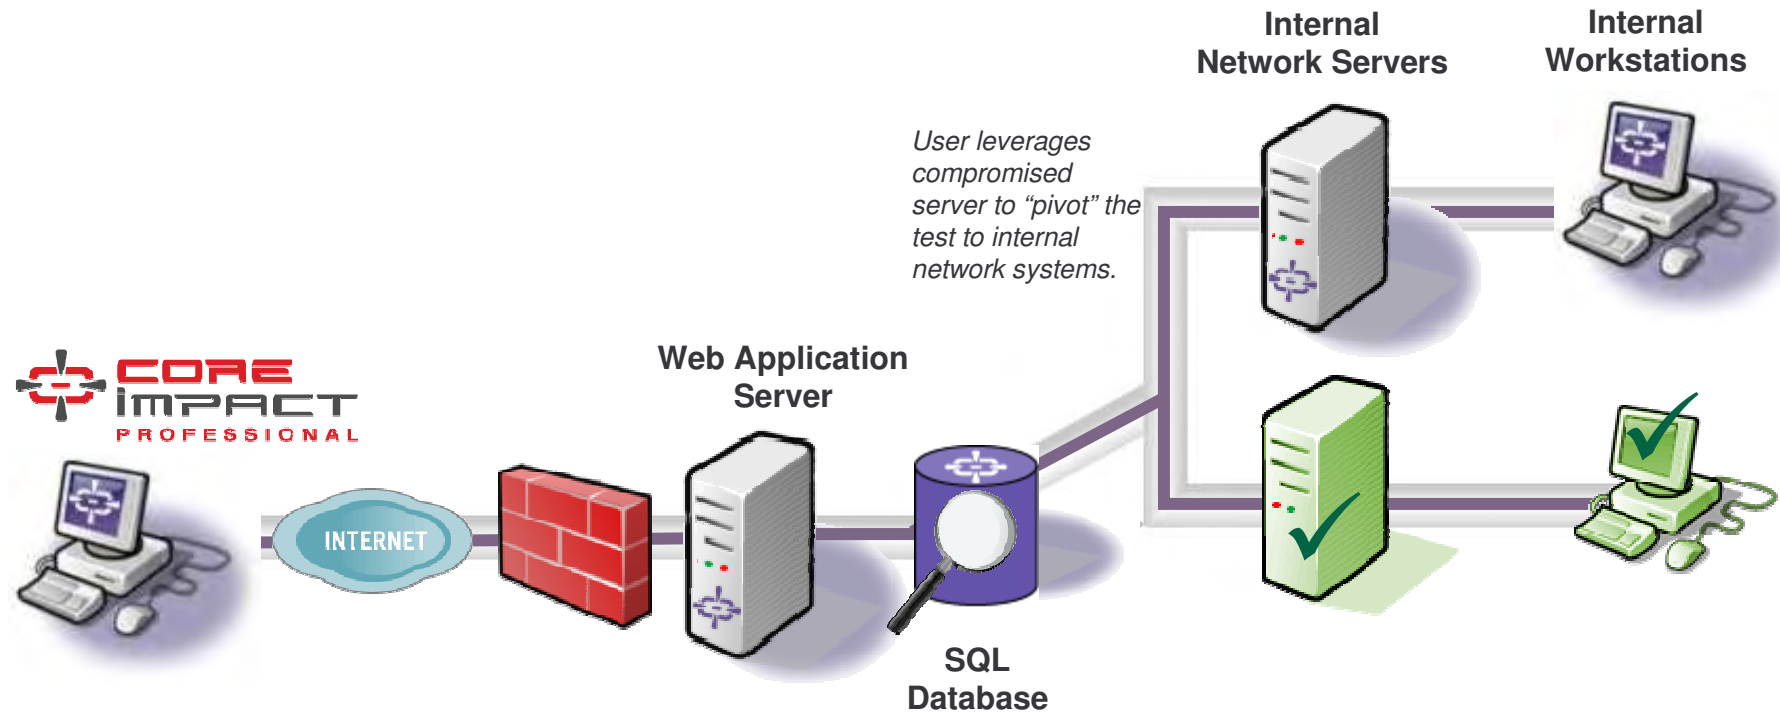 Internal
Network Servers
Internal
Workstations
User leverages
compromised
server to “pivot” the
test to internal
network systems.
CORE
IMPACT
PROFESSIONAL
Web Application
Server
INTERNET
SQL
Database